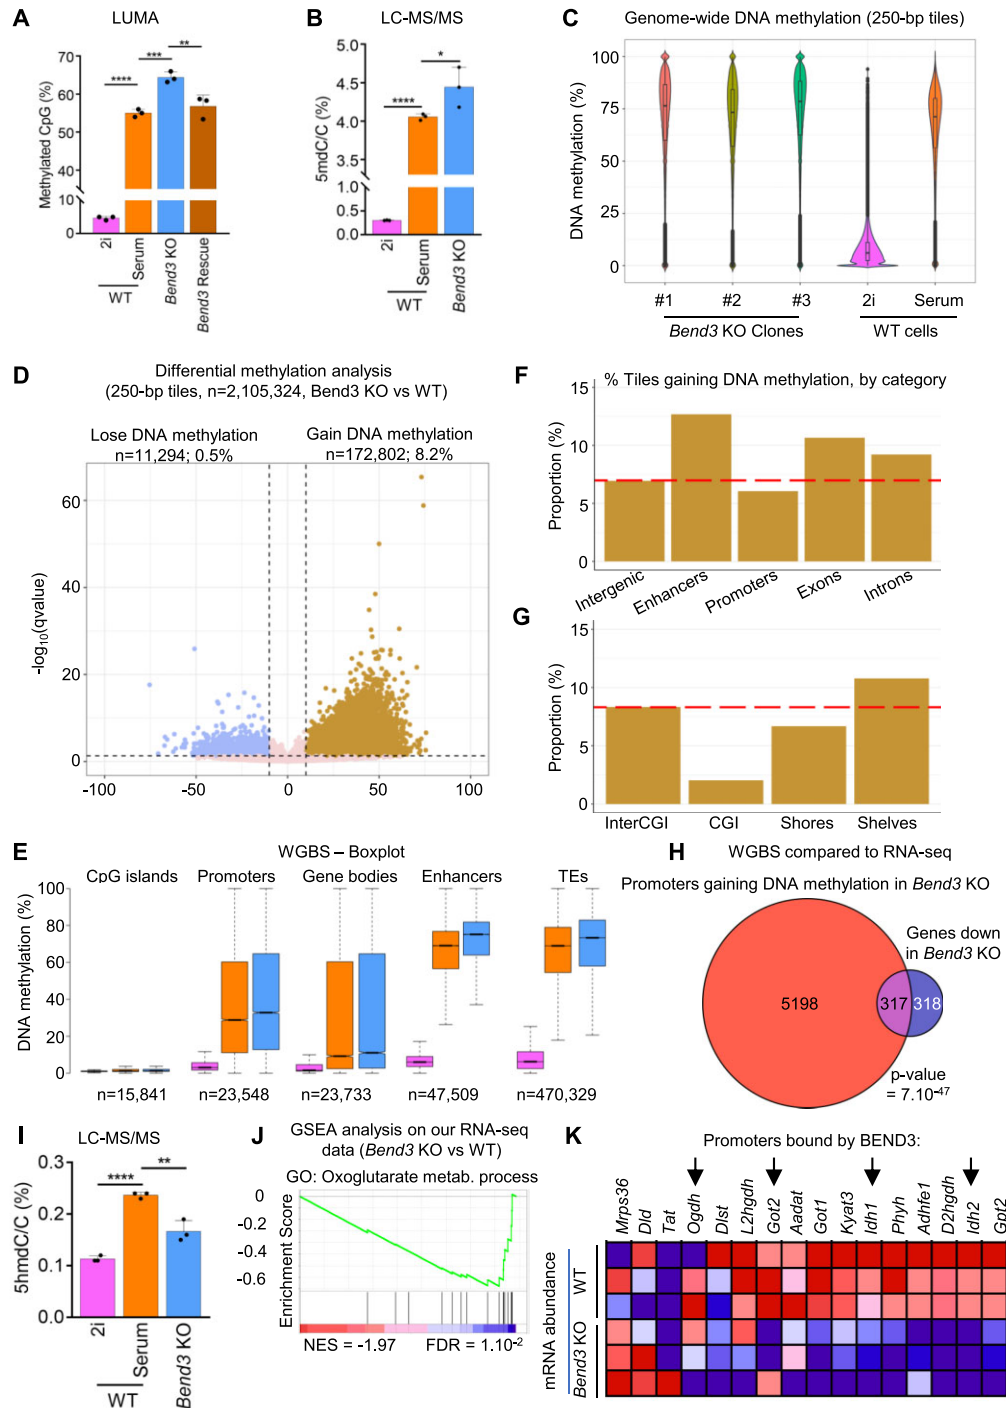 A
LUMA
Methylated CpG (%)
70
60
50
40
10
0
2i
Serum
Bend3 KO
Bend3 Rescue
WT
****
***
**
B
LC-MS/MS
5mdC/C (%)
5.0
4.5
4.0
3.5
3.0
1.0
0.5
0.0
2i
Serum
Bend3 KO
WT
****
*
C
Genome-wide DNA methylation (250-bp tiles)
DNA methylation (%)
100
75
50
25
0
#1 #2 #3 2i Serum
Bend3 KO Clones WT cells
D
Differential methylation analysis
(250-bp tiles, n=2,105,324, Bend3 KO vs WT)
Lose DNA methylation
n=11,294; 0.5%
Gain DNA methylation
n=172,802; 8.2%
-log10(qvalue)
60
40
20
0
-100 -50 0 50 100
F
% Tiles gaining DNA methylation, by category
Proportion (%)
15
10
5
0
Intergenic
Enhancers
Promoters
Exons
Introns
G
Proportion (%)
15
10
5
0
InterCGI CGI Shores Shelves
E
WGBS – Boxplot
CpG islands Promoters Gene bodies Enhancers TEs
DNA methylation (%)
100
80
60
40
20
0
n=15,841 n=23,548 n=23,733 n=47,509 n=470,329
H
WGBS compared to RNA-seq
Promoters gaining DNA methylation in Bend3 KO
Genes down
in Bend3 KO
5198 317 318
p-value
= 7.10-47
I
LC-MS/MS
5hmdC/C (%)
0.3
0.2
0.1
0.0
2i
Serum
Bend3 KO
WT
****
**
J
GSEA analysis on our RNA-seq
data (Bend3 KO vs WT)
GO: Oxoglutarate metab. process
Enrichment Score
0
-0.2
-0.4
-0.6
NES = -1.97 FDR = 1.10-2
K
Promoters bound by BEND3:
Mrps36
Dld
Tat
Ogdh
Dlst
L2hgdh
Got2
Aadat
Got1
Kyat3
Idh1
Phyh
Adhfe1
D2hgdh
Idh2
Gpt2
mRNA abundance
WT
Bend3 KO